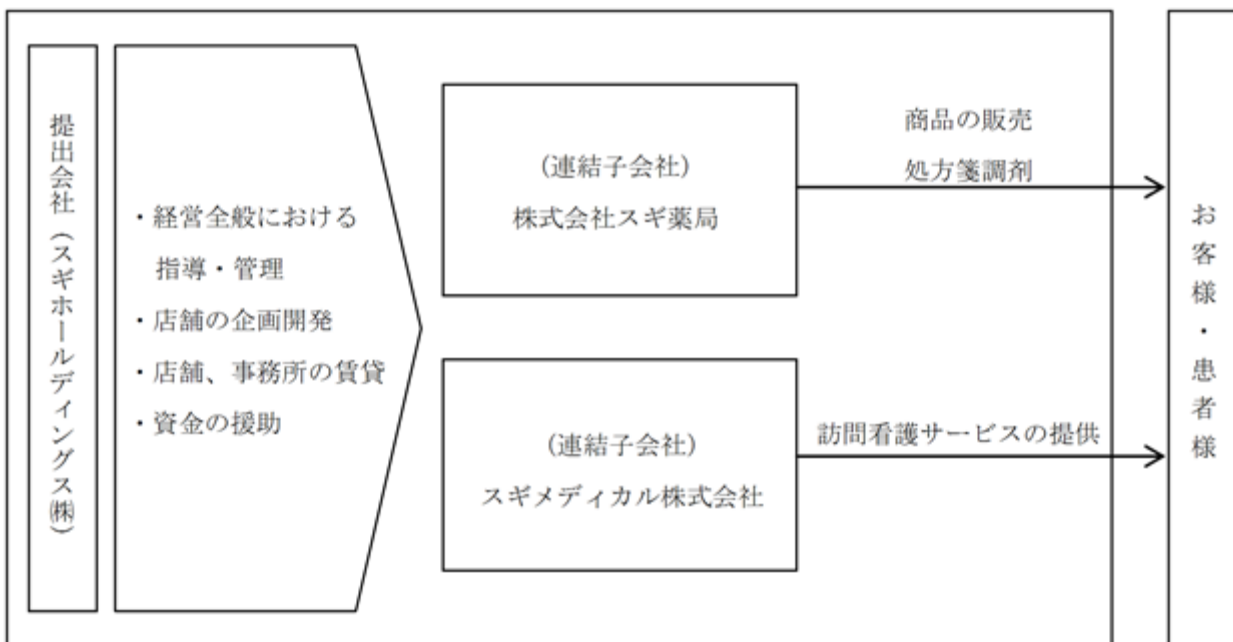 提出会社（スギホールディングス㈱）
・経営全般における
指導・管理
・店舗の企画開発
・店舗、事務所の賃貸
・資金の援助
（連結子会社）
株式会社スギ薬局
商品の販売
処方箋調剤
（連結子会社）
スギメディカル株式会社
訪問看護サービスの提供
お客様・患者様